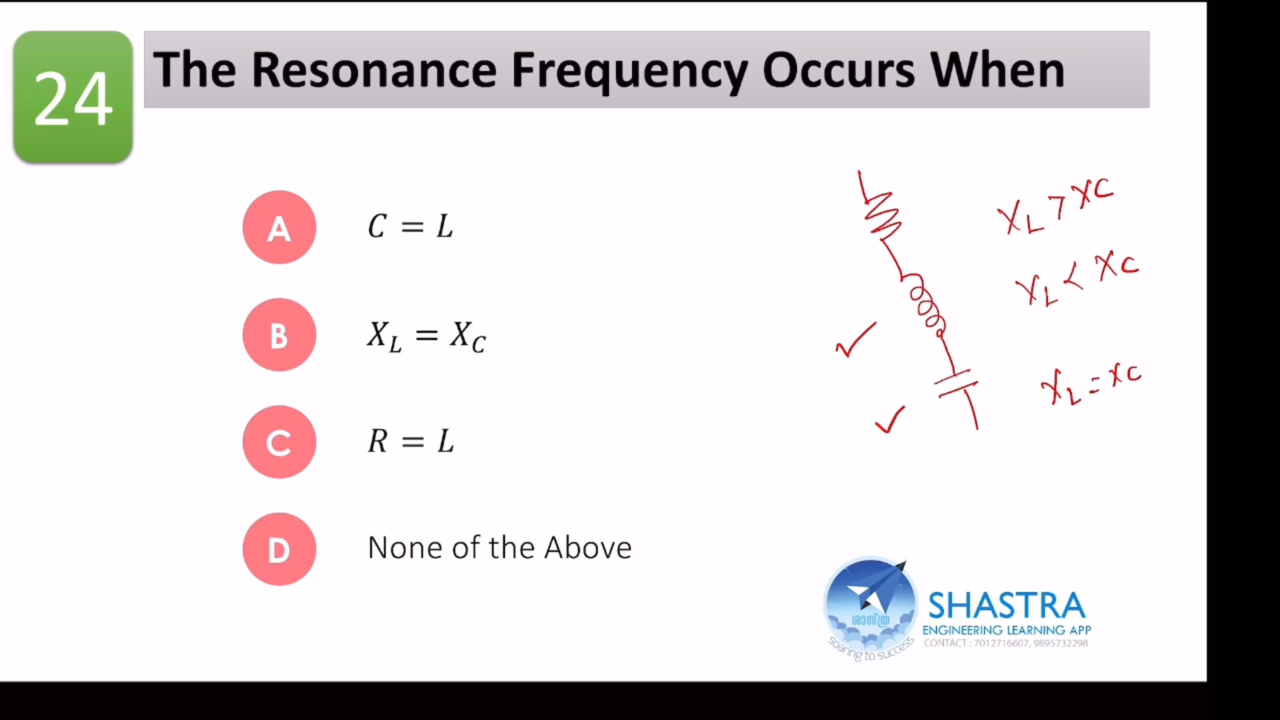 24
The Resonance Frequency Occurs When
A
C = L
B
X_L = X_C
C
R = L
D
None of the Above
X_L > X_C
X_L < X_C
X_L = X_C
ശാസ്ത്ര
soaring to success
SHASTRA
ENGINEERING LEARNING APP
CONTACT : 7012716607, 9895732298